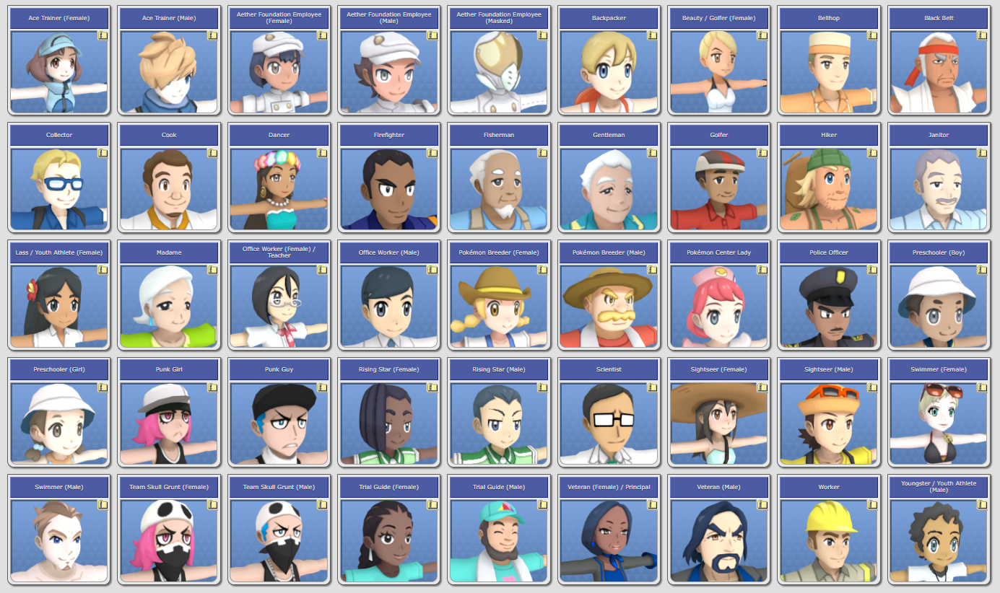 Ace Trainer (Female)
Ace Trainer (Male)
Aether Foundation Employee
(Female)
Aether Foundation Employee
(Male)
Aether Foundation Employee
(Masked)
Backpacker
Beauty / Golfer (Female)
Bellhop
Black Belt
Collector
Cook
Dancer
Firefighter
Fisherman
Gentleman
Golfer
Hiker
Janitor
Lass / Youth Athlete (Female)
Madame
Office Worker (Female) /
Teacher
Office Worker (Male)
Pokémon Breeder (Female)
Pokémon Breeder (Male)
Pokémon Center Lady
Police Officer
Preschooler (Boy)
Preschooler (Girl)
Punk Girl
Punk Guy
Rising Star (Female)
Rising Star (Male)
Scientist
Sightseer (Female)
Sightseer (Male)
Swimmer (Female)
Swimmer (Male)
Team Skull Grunt (Female)
Team Skull Grunt (Male)
Trial Guide (Female)
Trial Guide (Male)
Veteran (Female) / Principal
Veteran (Male)
Worker
Youngster / Youth Athlete
(Male)